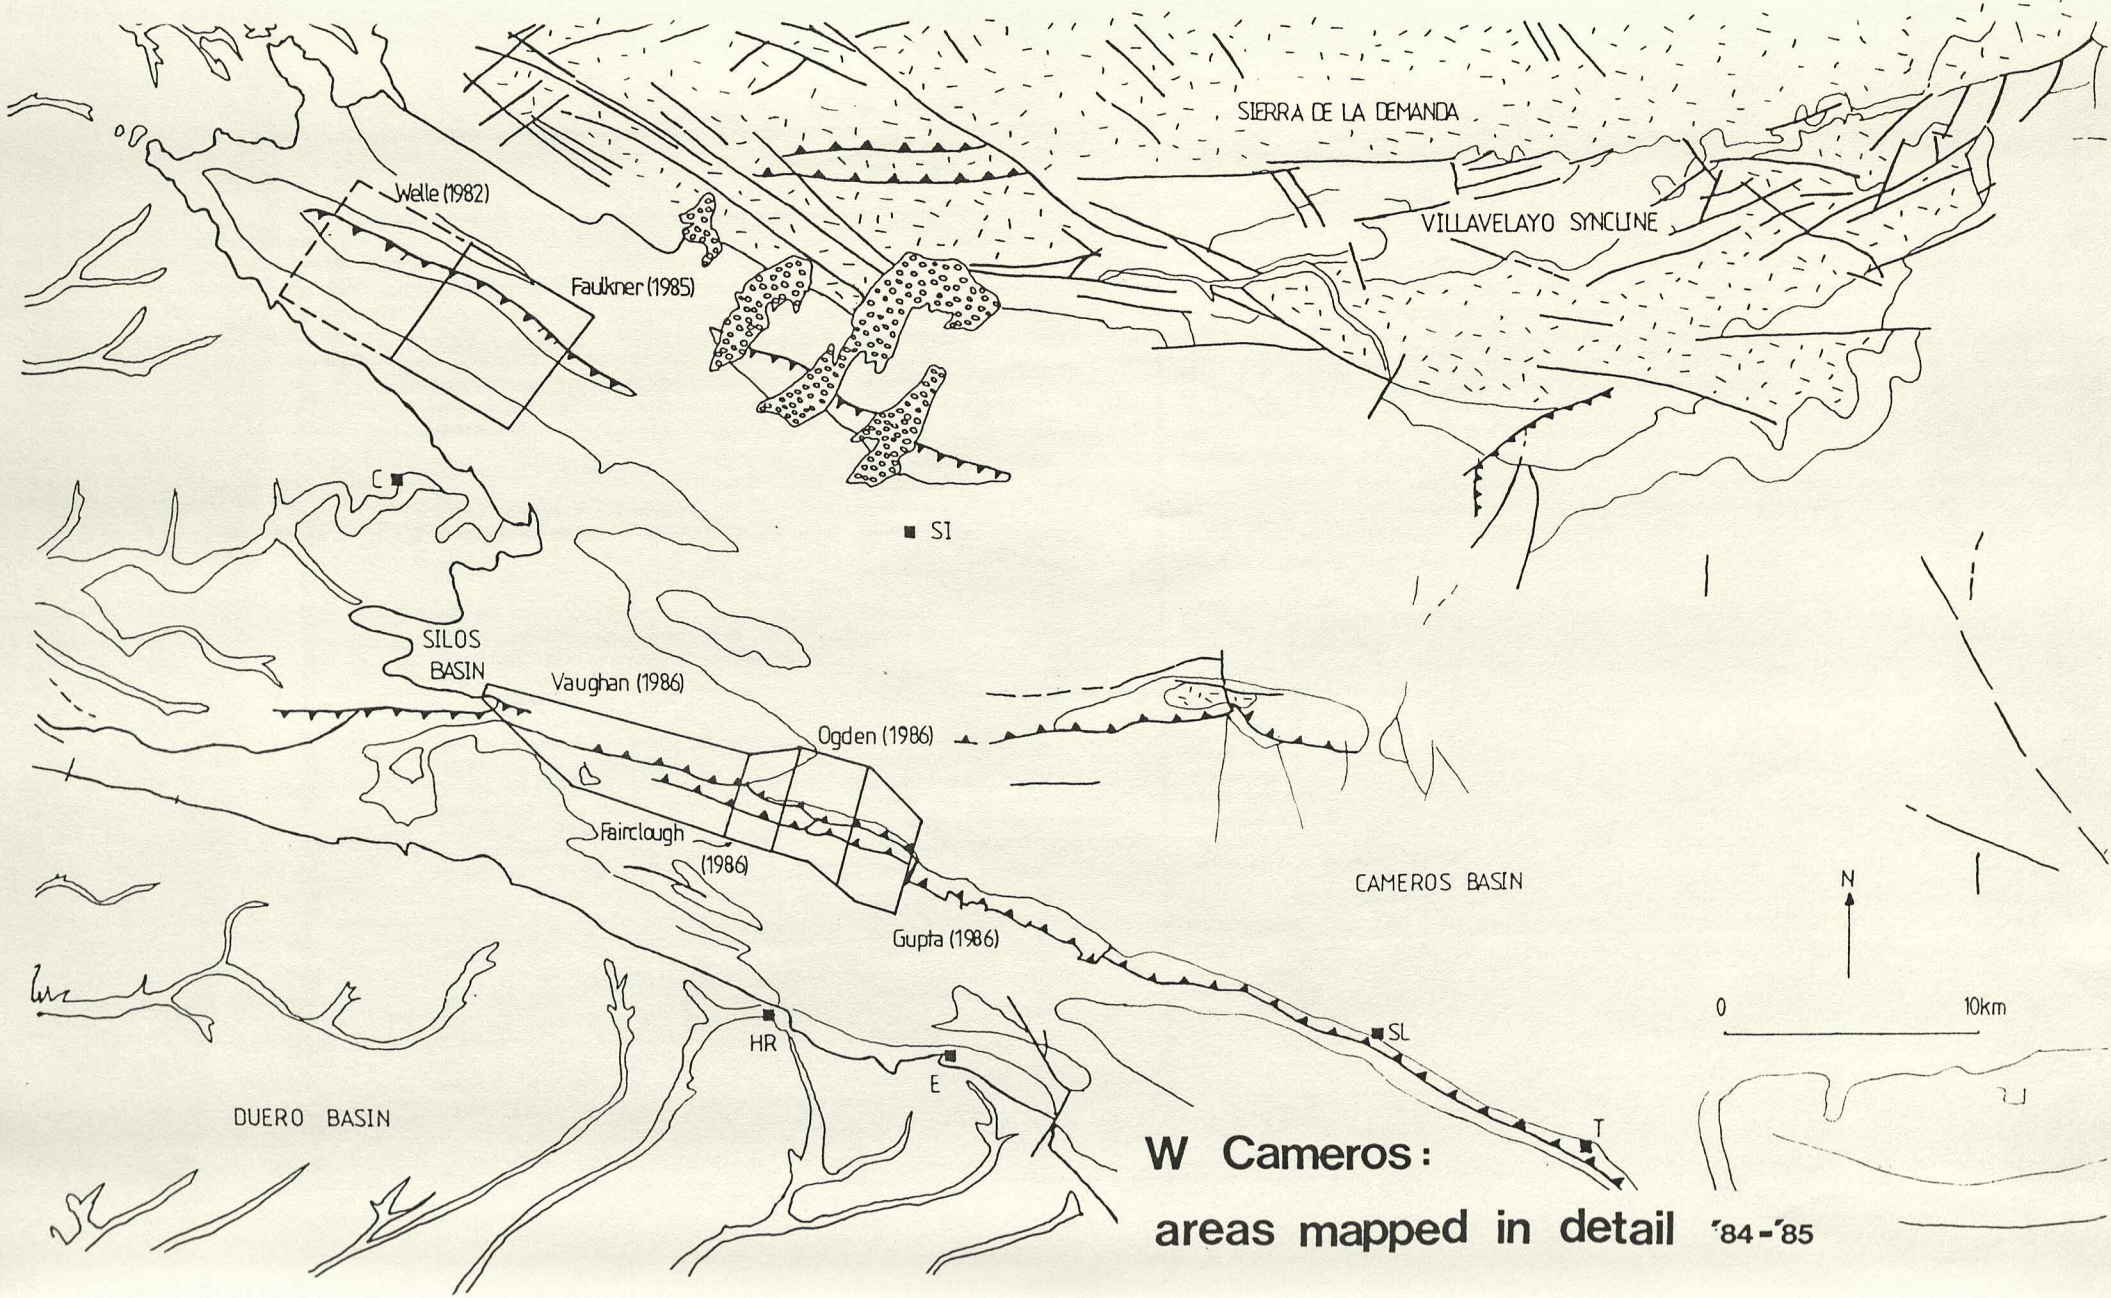 SIERRA DE LA DEMANDA
Welle (1982)
VILLAVELAYO SYNCLINE
Faulkner (1985)
C
SI
SILOS
BASIN
Vaughan (1986)
Ogden (1986)
Fairclough
(1986)
CAMEROS BASIN
N
Gupta (1986)
0 10km
HR
SL
E
DUERO BASIN
T
W Cameros:
areas mapped in detail '84-'85